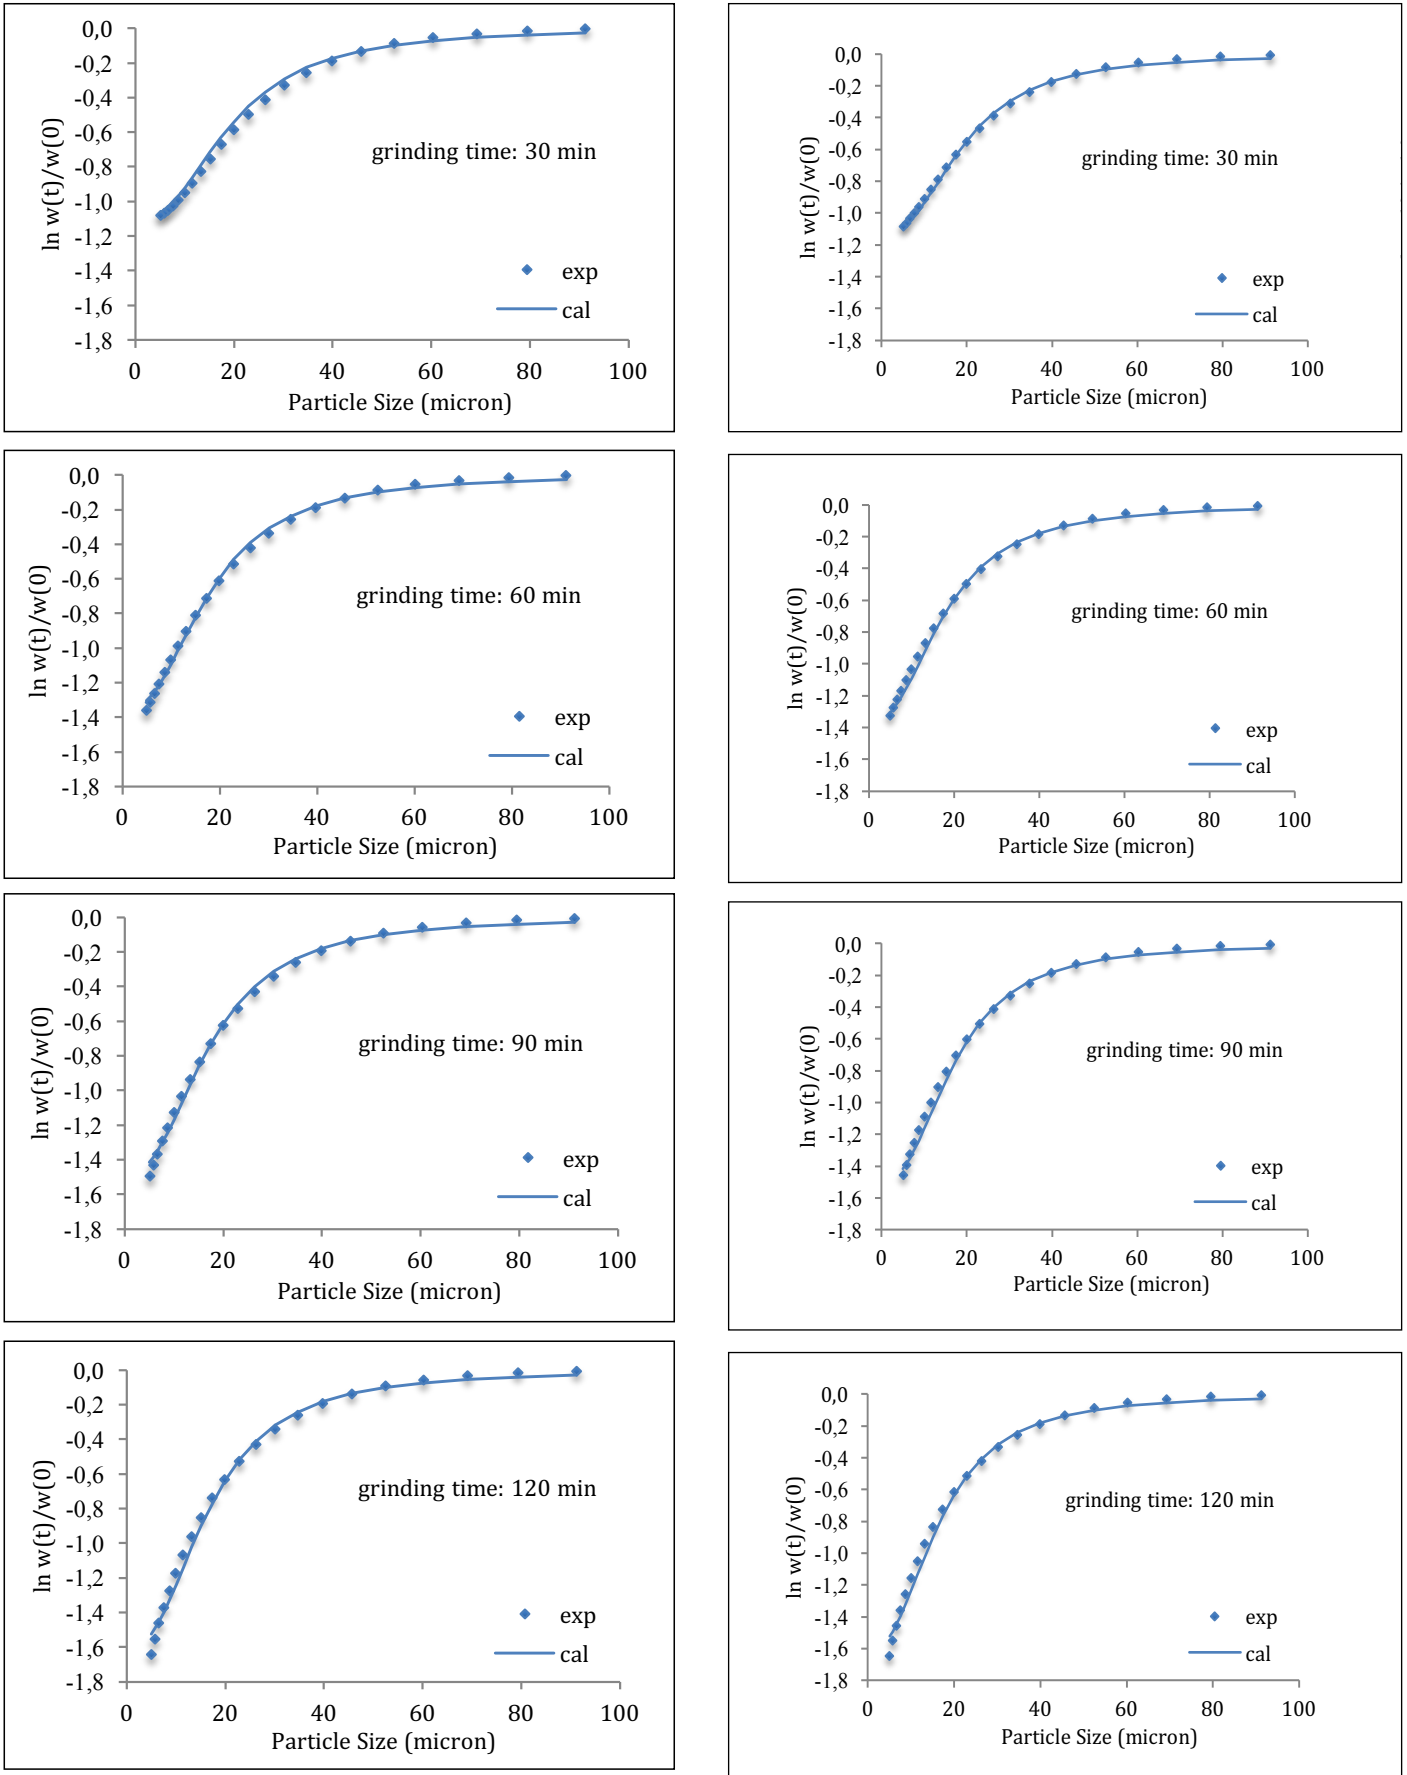 0,0
-0,2
-0,4
-0,6
-0,8
-1,0
-1,2
-1,4
-1,6
-1,8
0 20 40 60 80 100
ln w(t)/w(0)
grinding time: 30 min
exp
cal
Particle Size (micron)
0,0
-0,2
-0,4
-0,6
-0,8
-1,0
-1,2
-1,4
-1,6
-1,8
0 20 40 60 80 100
ln w(t)/w(0)
grinding time: 30 min
exp
cal
Particle Size (micron)
0,0
-0,2
-0,4
-0,6
-0,8
-1,0
-1,2
-1,4
-1,6
-1,8
0 20 40 60 80 100
ln w(t)/w(0)
grinding time: 60 min
exp
cal
Particle Size (micron)
0,0
-0,2
-0,4
-0,6
-0,8
-1,0
-1,2
-1,4
-1,6
-1,8
0 20 40 60 80 100
ln w(t)/w(0)
grinding time: 60 min
exp
cal
Particle Size (micron)
0,0
-0,2
-0,4
-0,6
-0,8
-1,0
-1,2
-1,4
-1,6
-1,8
0 20 40 60 80 100
ln w(t)/w(0)
grinding time: 90 min
exp
cal
Particle Size (micron)
0,0
-0,2
-0,4
-0,6
-0,8
-1,0
-1,2
-1,4
-1,6
-1,8
0 20 40 60 80 100
ln w(t)/w(0)
grinding time: 90 min
exp
cal
Particle Size (micron)
0,0
-0,2
-0,4
-0,6
-0,8
-1,0
-1,2
-1,4
-1,6
-1,8
0 20 40 60 80 100
ln w(t)/w(0)
grinding time: 120 min
exp
cal
Particle Size (micron)
0,0
-0,2
-0,4
-0,6
-0,8
-1,0
-1,2
-1,4
-1,6
-1,8
0 20 40 60 80 100
ln w(t)/w(0)
grinding time: 120 min
exp
cal
Particle Size (micron)